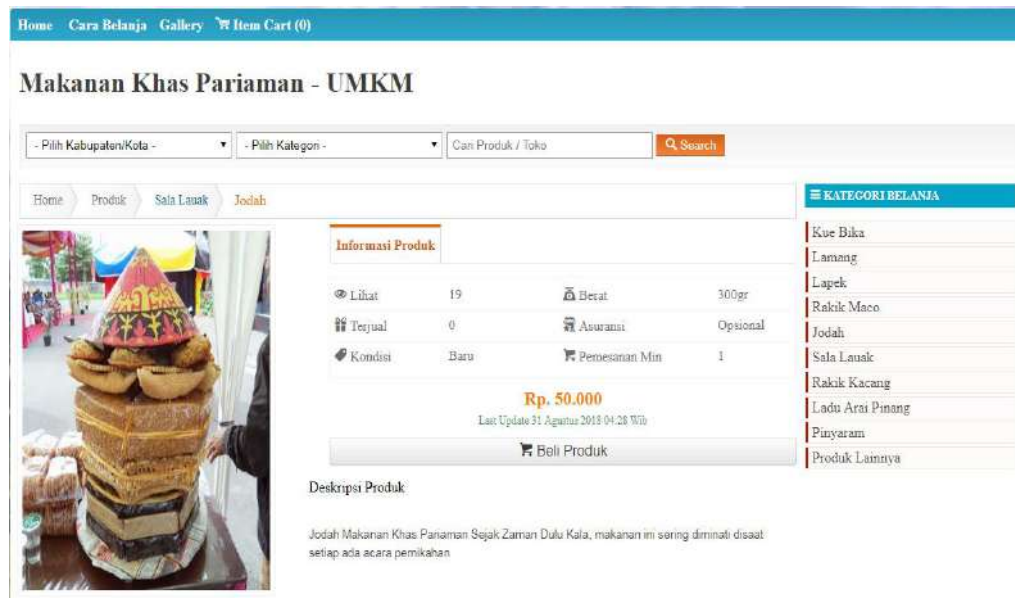 Home Cara Belanja Gallery Item Cart (0)
Makanan Khas Pariaman - UMKM
- Pilih Kabupaten/Kota - - Pilih Kategori - Cari Produk / Toko Search
Home Produk Sala Lauak Jodah
Informasi Produk
Lihat 19 Berat 300gr
Terjual 0 Asuransi Opsional
Kondisi Baru Pemesanan Min 1
Rp. 50.000
Last Update 31 Agustus 2018 04:28 Wib
Beli Produk
Deskripsi Produk
Jodah Makanan Khas Pariaman Sejak Zaman Dulu Kala, makanan ini sering diminati disaat
setiap ada acara pernikahan
KATEGORI BELANJA
Kue Bika
Lamang
Lapek
Rakik Maco
Jodah
Sala Lauak
Rakik Kacang
Ladu Arai Pinang
Pinyaram
Produk Lainnya